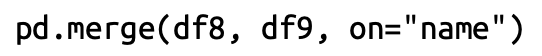 pd.merge(df8, df9, on="name")